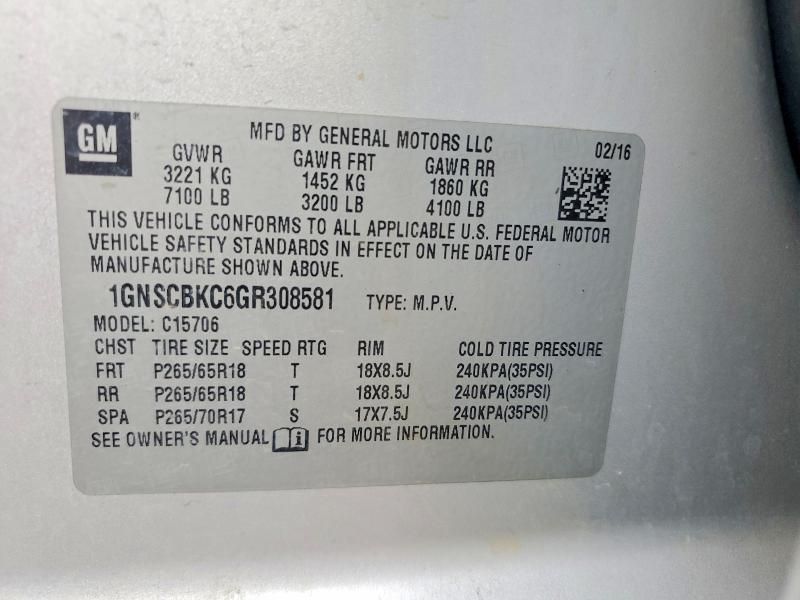 GM
MFD BY GENERAL MOTORS LLC 02/16
GVWR GAWR FRT GAWR RR
3221 KG 1452 KG 1860 KG
7100 LB 3200 LB 4100 LB
THIS VEHICLE CONFORMS TO ALL APPLICABLE U.S. FEDERAL MOTOR
VEHICLE SAFETY STANDARDS IN EFFECT ON THE DATE OF
MANUFACTURE SHOWN ABOVE.
1GNSCBKC6GR308581 TYPE: M.P.V.
MODEL: C15706
CHST TIRE SIZE SPEED RTG RIM COLD TIRE PRESSURE
FRT P265/65R18 T 18X8.5J 240KPA(35PSI)
RR P265/65R18 T 18X8.5J 240KPA(35PSI)
SPA P265/70R17 S 17X7.5J 240KPA(35PSI)
SEE OWNER'S MANUAL i FOR MORE INFORMATION.